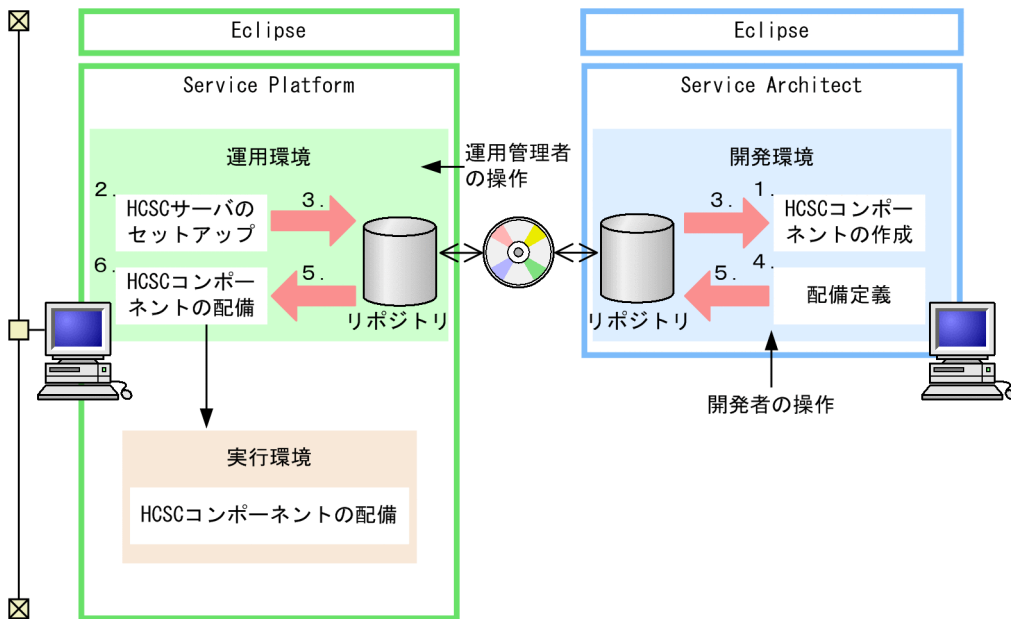 Eclipse
Service Platform
運用環境
2.
HCSCサーバの
セットアップ
3.
6.
HCSCコンポー
ネントの配備
5.
リポジトリ
実行環境
HCSCコンポーネントの配備
運用管理者
の操作
Eclipse
Service Architect
開発環境
3.
1.
HCSCコンポー
ネントの作成
5.
4.
配備定義
リポジトリ
開発者の操作